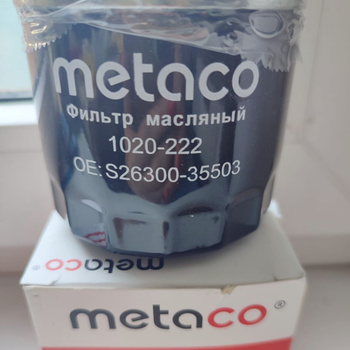 metaco
Фильтр масляный
1020-222
OE: S26300-35503
metaco
metaco®